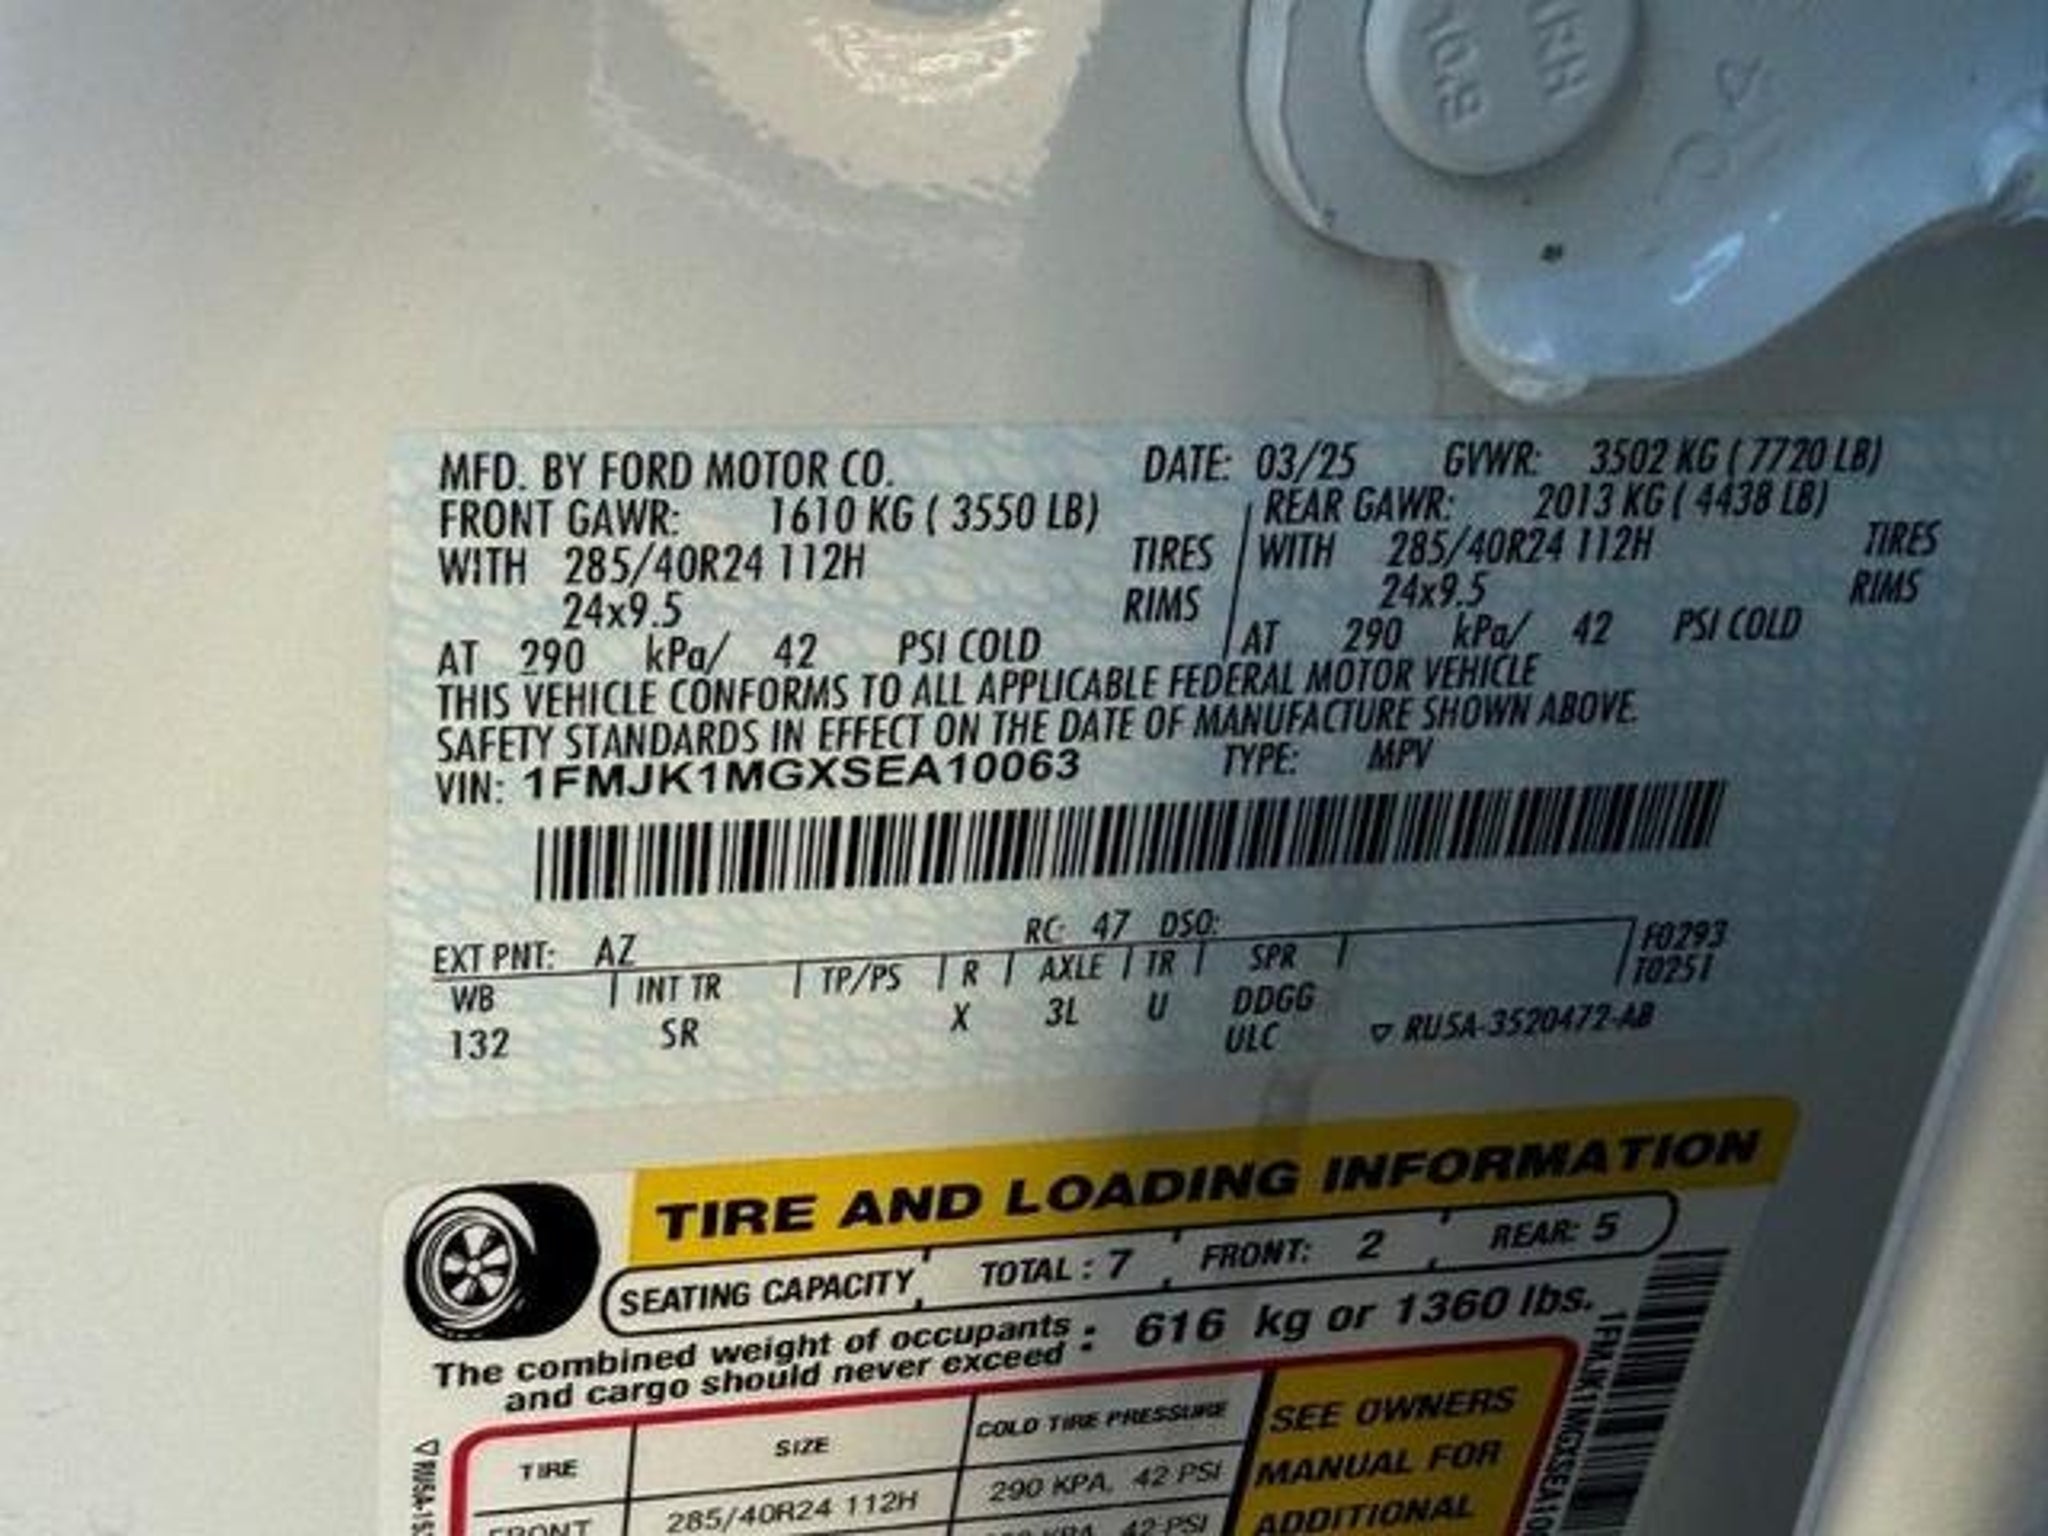 MFD. BY FORD MOTOR CO. DATE: 03/25 GVWR: 3502 KG ( 7720 LB)
FRONT GAWR: 1610 KG ( 3550 LB) REAR GAWR: 2013 KG ( 4438 LB)
WITH 285/40R24 112H TIRES WITH 285/40R24 112H TIRES
24x9.5 RIMS 24x9.5 RIMS
AT 290 kPa/ 42 PSI COLD AT 290 kPa/ 42 PSI COLD
THIS VEHICLE CONFORMS TO ALL APPLICABLE FEDERAL MOTOR VEHICLE
SAFETY STANDARDS IN EFFECT ON THE DATE OF MANUFACTURE SHOWN ABOVE.
VIN: 1FMJK1MGXSEA10063 TYPE: MPV
EXT PNT: AZ RC: 47 DSO: F0293
WB INT TR TP/PS R AXLE TR SPR T0251
132 SR X 3L U DDGG
ULC ▽ RU5A-3520472-AB
TIRE AND LOADING INFORMATION
SEATING CAPACITY TOTAL : 7 FRONT: 2 REAR: 5
The combined weight of occupants
and cargo should never exceed : 616 kg or 1360 lbs.
TIRE SIZE COLD TIRE PRESSURE
FRONT 285/40R24 112H 290 KPA, 42 PSI
42 PSI
SEE OWNERS
MANUAL FOR
ADDITIONAL
1FMJK1MGXSEA100